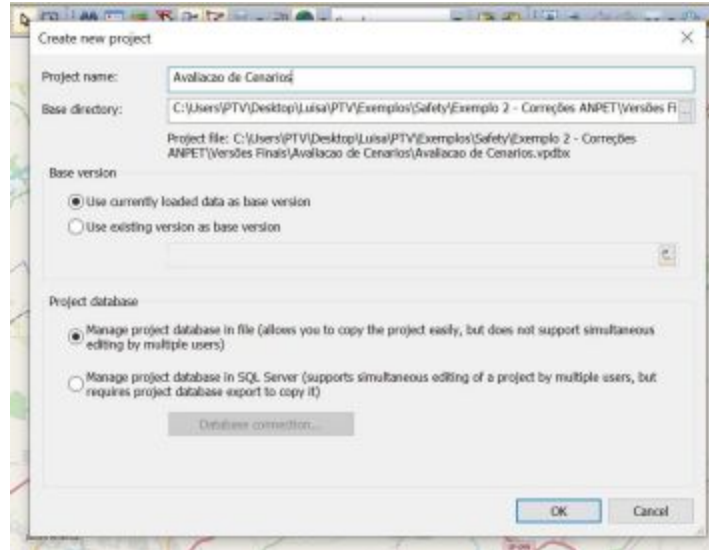 Create new project
Project name: Avaliacao de Cenarios
Base directory: C:\Users\PTV\Desktop\Luisa\PTV\Exemplos\Safety\Exemplo 2 - Correções ANPET\Versões Fi
Project file: C:\Users\PTV\Desktop\Luisa\PTV\Exemplos\Safety\Exemplo 2 - Correções
ANPET\Versões Finais\Avaliacao de Cenarios\Avaliacao de Cenarios.vpdbx
Base version
Use currently loaded data as base version
Use existing version as base version
Project database
Manage project database in file (allows you to copy the project easily, but does not support simultaneous
editing by multiple users)
Manage project database in SQL Server (supports simultaneous editing of a project by multiple users, but
requires project database export to copy it)
Database connection...
OK Cancel